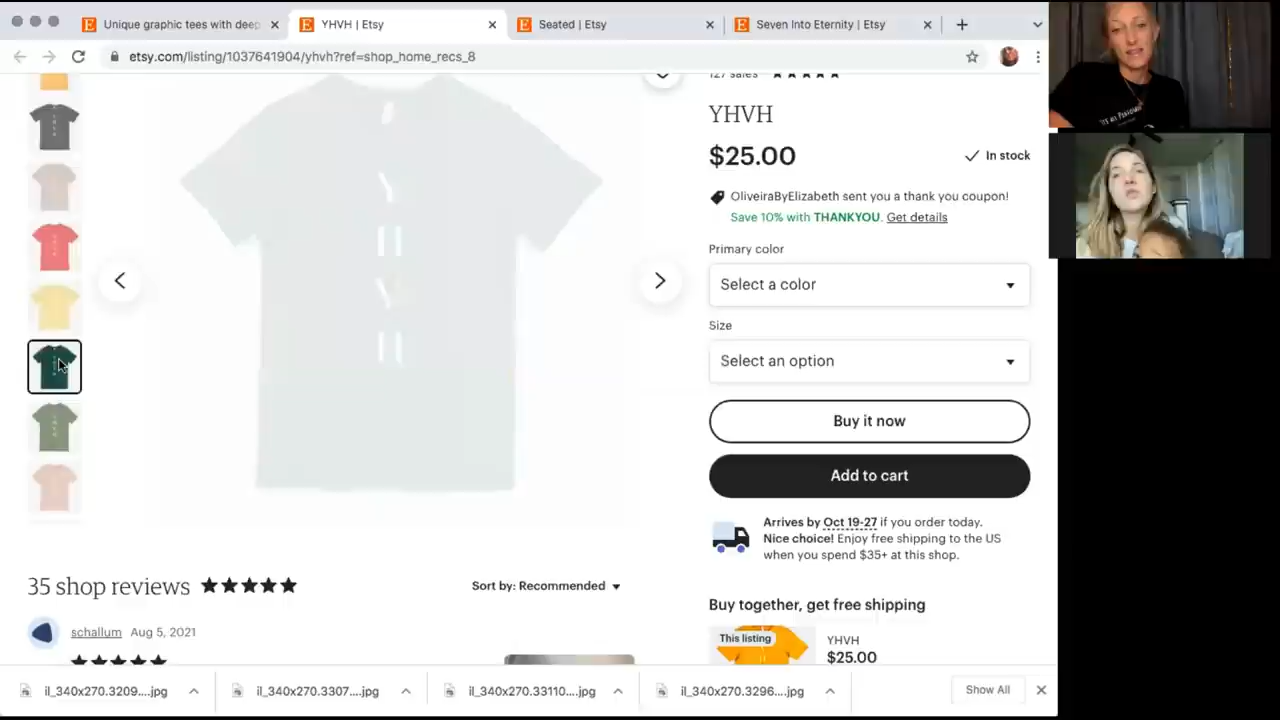 Unique graphic tees with deep
YHVH | Etsy
Seated | Etsy
Seven Into Eternity | Etsy
etsy.com/listing/1037641904/yhvh?ref=shop_home_recs_8
127 sales
YHVH
$25.00
In stock
OliveiraByElizabeth sent you a thank you coupon!
Save 10% with THANKYOU. Get details
Primary color
Select a color
Size
Select an option
Buy it now
Add to cart
Arrives by Oct 19-27 if you order today.
Nice choice! Enjoy free shipping to the US
when you spend $35+ at this shop.
35 shop reviews
Sort by: Recommended
schallum Aug 5, 2021
Buy together, get free shipping
This listing
YHVH
$25.00
il_340x270.3209....jpg
il_340x270.3307....jpg
il_340x270.33110....jpg
il_340x270.3296....jpg
Show All